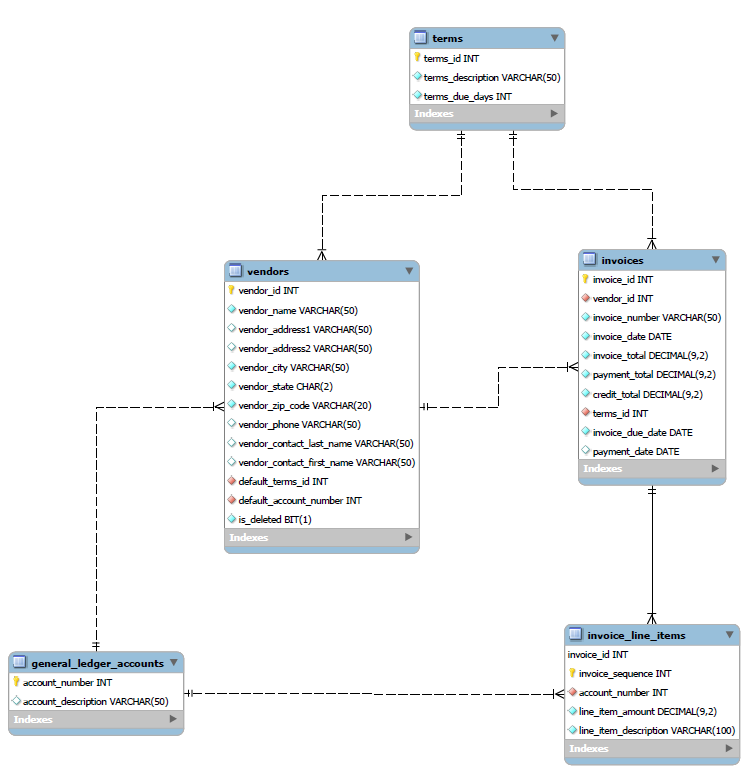 terms
terms_id INT
terms_description VARCHAR(50)
terms_due_days INT
Indexes
vendors
vendor_id INT
vendor_name VARCHAR(50)
vendor_address1 VARCHAR(50)
vendor_address2 VARCHAR(50)
vendor_city VARCHAR(50)
vendor_state CHAR(2)
vendor_zip_code VARCHAR(20)
vendor_phone VARCHAR(50)
vendor_contact_last_name VARCHAR(50)
vendor_contact_first_name VARCHAR(50)
default_terms_id INT
default_account_number INT
is_deleted BIT(1)
Indexes
invoices
invoice_id INT
vendor_id INT
invoice_number VARCHAR(50)
invoice_date DATE
invoice_total DECIMAL(9,2)
payment_total DECIMAL(9,2)
credit_total DECIMAL(9,2)
terms_id INT
invoice_due_date DATE
payment_date DATE
Indexes
general_ledger_accounts
account_number INT
account_description VARCHAR(50)
Indexes
invoice_line_items
invoice_id INT
invoice_sequence INT
account_number INT
line_item_amount DECIMAL(9,2)
line_item_description VARCHAR(100)
Indexes